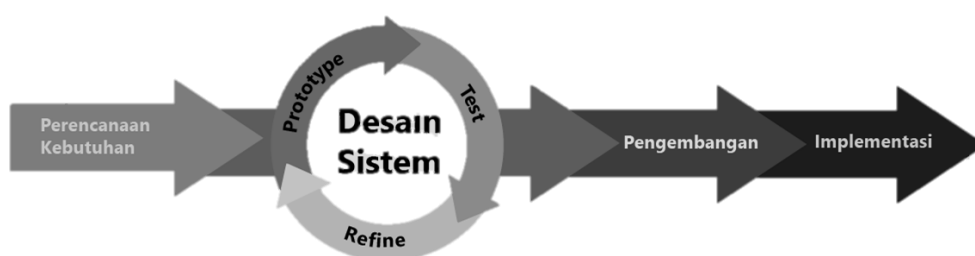 Perencanaan
Kebutuhan
Prototype
Test
Refine
Desain
Sistem
Pengembangan
Implementasi